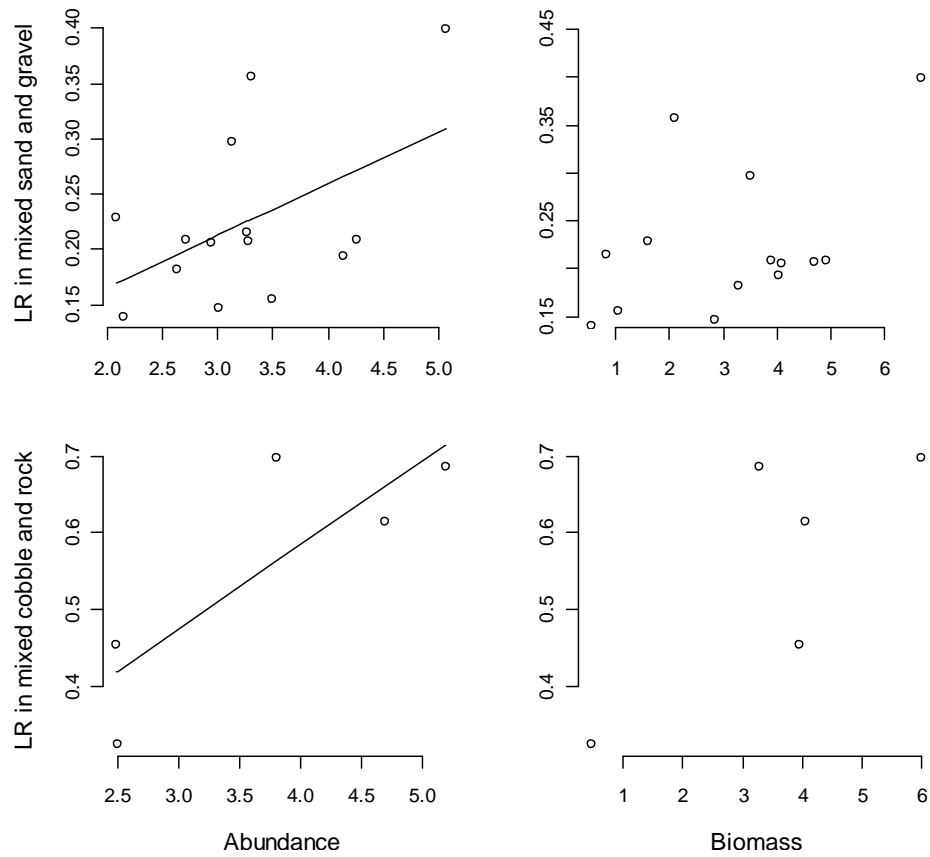 LR in mixed sand and gravel
0.15 0.20 0.25 0.30 0.35 0.40
2.0 2.5 3.0 3.5 4.0 4.5 5.0
0.15 0.25 0.35 0.45
1 2 3 4 5 6
LR in mixed cobble and rock
0.4 0.5 0.6 0.7
2.5 3.0 3.5 4.0 4.5 5.0
Abundance
0.4 0.5 0.6 0.7
1 2 3 4 5 6
Biomass